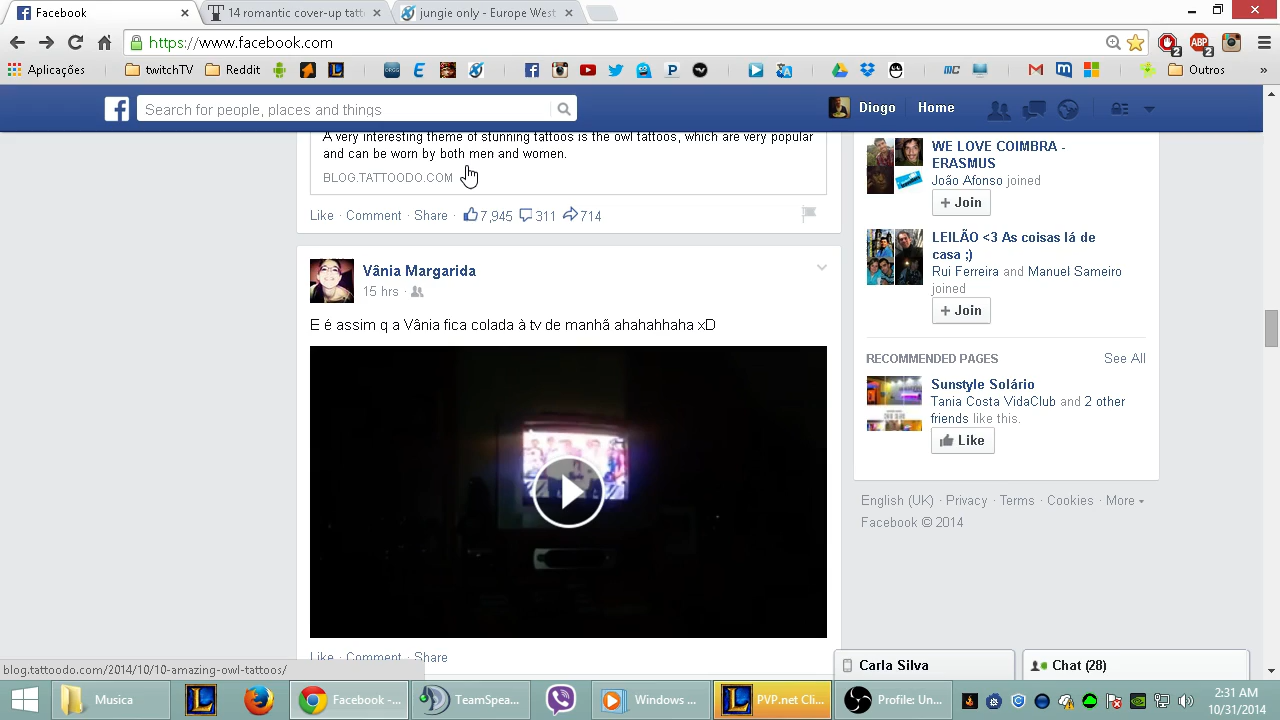 Facebook
14 romantic cover-up tatt
jungie only - Europe West
https://www.facebook.com
2
2
Aplicações
twitchTV
Reddit
Outros
Search for people, places and things
Diogo
Home
A very interesting theme of stunning tattoos is the owl tattoos, which are very popular
and can be worn by both men and women.
BLOG.TATTOODO.COM
Like · Comment · Share · 7,945 311 714
Vânia Margarida
15 hrs ·
E é assim q a Vânia fica colada à tv de manhã ahahahhaha xD
Like · Comment · Share
WE LOVE COIMBRA -
ERASMUS
João Afonso joined
+ Join
LEILÃO <3 As coisas lá de
casa ;)
Rui Ferreira and Manuel Sameiro
joined
+ Join
RECOMMENDED PAGES
See All
Sunstyle Solário
Tania Costa VidaClub and 2 other
friends like this.
Like
English (UK) · Privacy · Terms · Cookies · More
Facebook © 2014
blog.tattoodo.com/2014/10/10-amazing-owl-tattoos/
Carla Silva
Chat (28)
Musica
Facebook -...
TeamSpea...
Windows ...
PVP.net Cli...
Profile: Un...
2:31 AM
10/31/2014